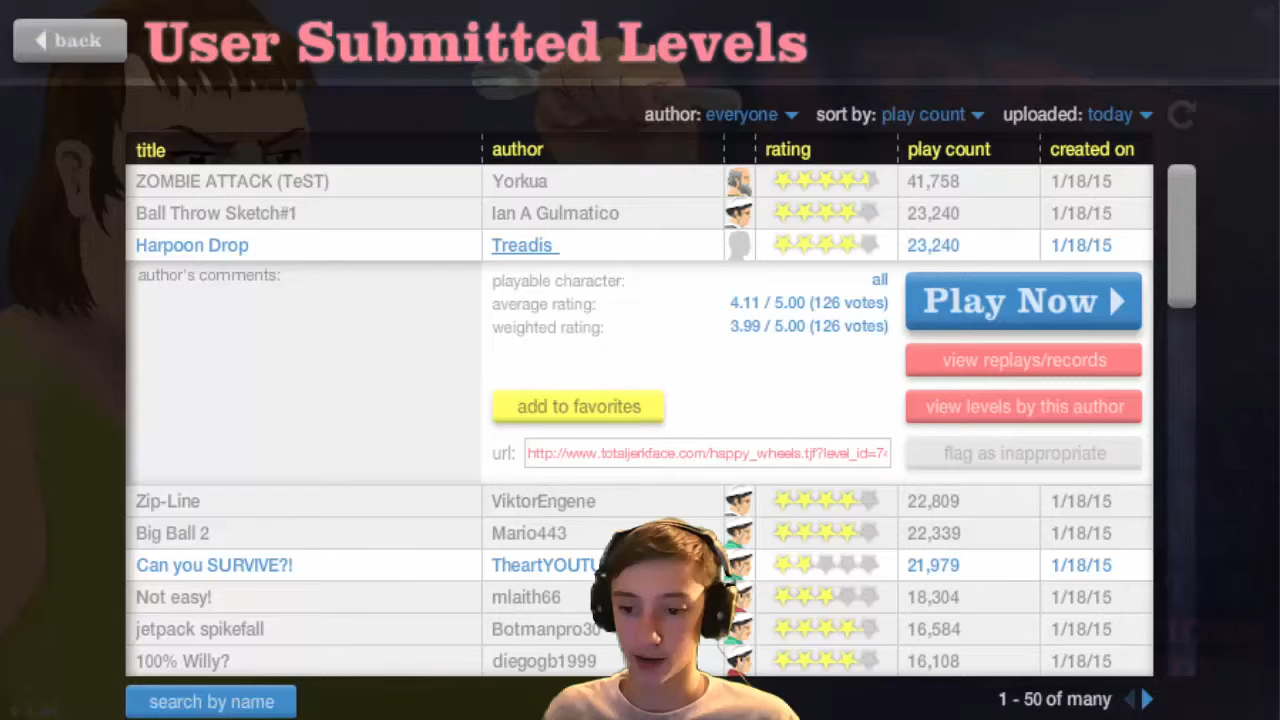 back
User Submitted Levels
author: everyone sort by: play count uploaded: today
title author rating play count created on
ZOMBIE ATTACK (TeST) Yorkua 41,758 1/18/15
Ball Throw Sketch#1 Ian A Gulmatico 23,240 1/18/15
Harpoon Drop Treadis 23,240 1/18/15
author's comments:
playable character: all
average rating: 4.11 / 5.00 (126 votes)
weighted rating: 3.99 / 5.00 (126 votes)
Play Now
view replays/records
add to favorites view levels by this author
url: http://www.totaljerkface.com/happy_wheels.tjf?level_id=74 flag as inappropriate
Zip-Line ViktorEngene 22,809 1/18/15
Big Ball 2 Mario443 22,339 1/18/15
Can you SURVIVE?! TheartYOUTU 21,979 1/18/15
Not easy! mlaith66 18,304 1/18/15
jetpack spikefall Botmanpro30 16,584 1/18/15
100% Willy? diegogb1999 16,108 1/18/15
search by name 1 - 50 of many